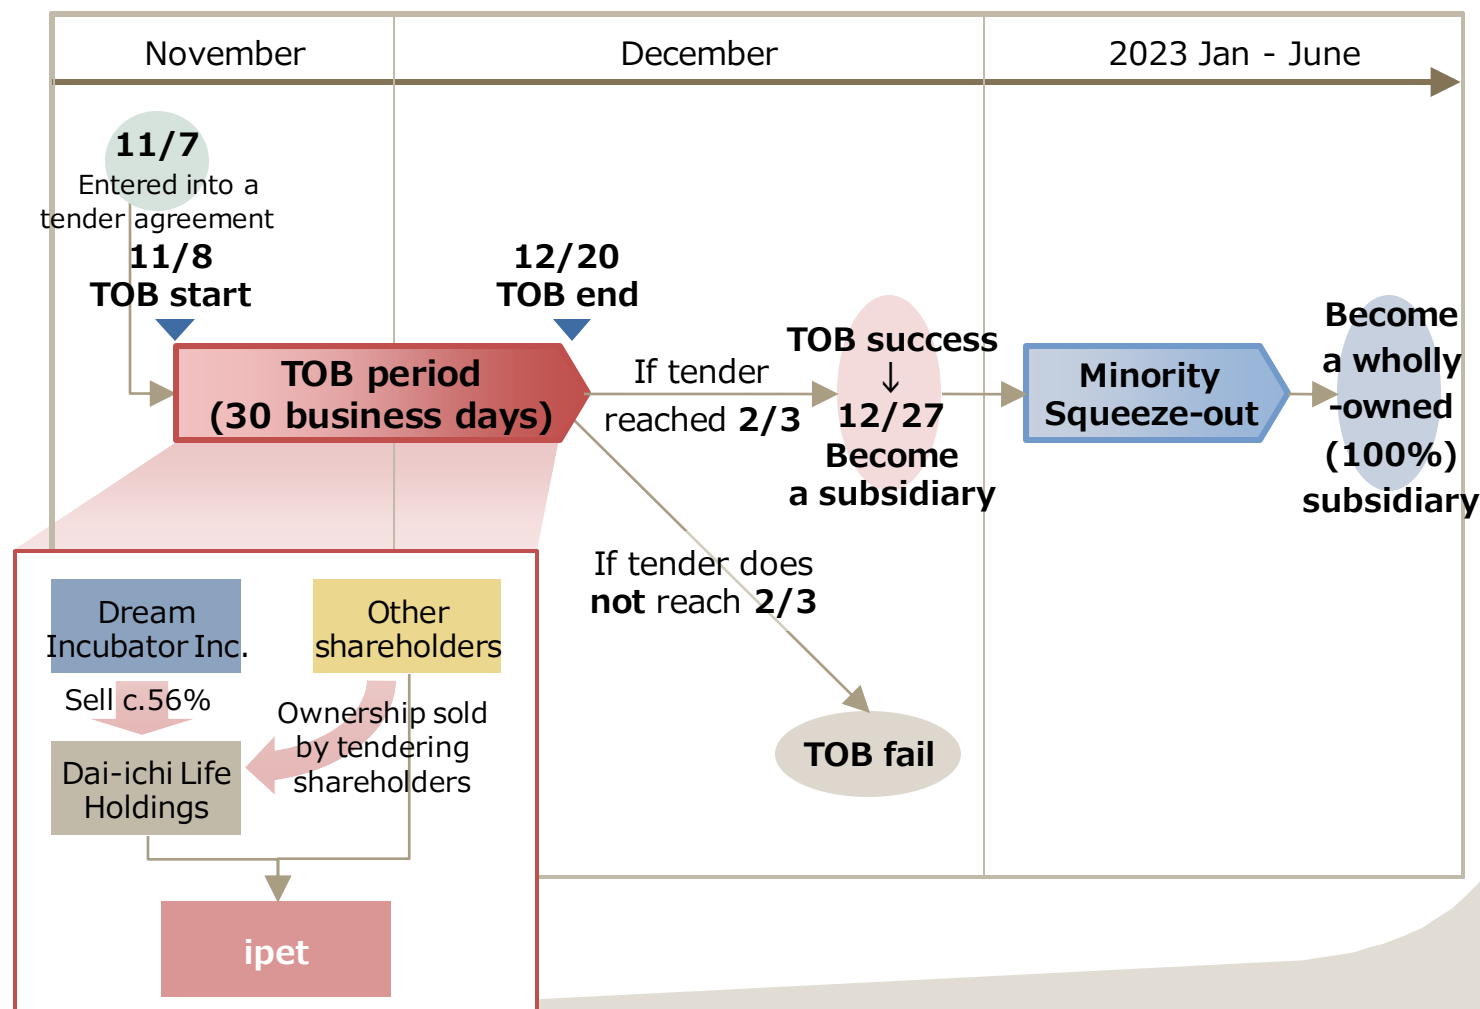 November
December
2023 Jan - June
11/7
Entered into a
tender agreement
11/8
TOB start
12/20
TOB end
TOB period
(30 business days)
If tender
reached 2/3
TOB success
↓
12/27
Become
a subsidiary
Minority
Squeeze-out
Become
a wholly
-owned
(100%)
subsidiary
If tender does
not reach 2/3
TOB fail
Dream
Incubator Inc.
Other
shareholders
Sell c.56%
Ownership sold
by tendering
shareholders
Dai-ichi Life
Holdings
ipet